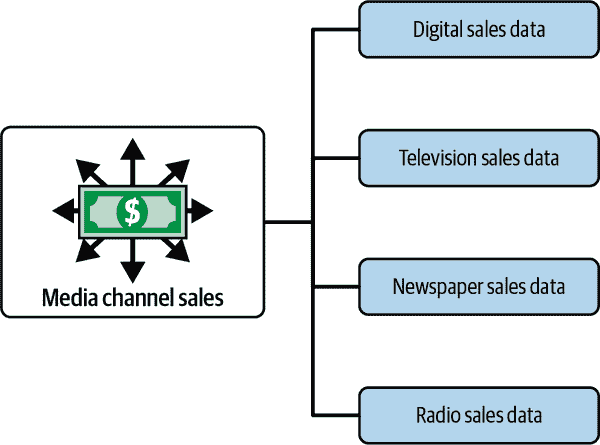 Digital sales data
Television sales data
$
Media channel sales
Newspaper sales data
Radio sales data